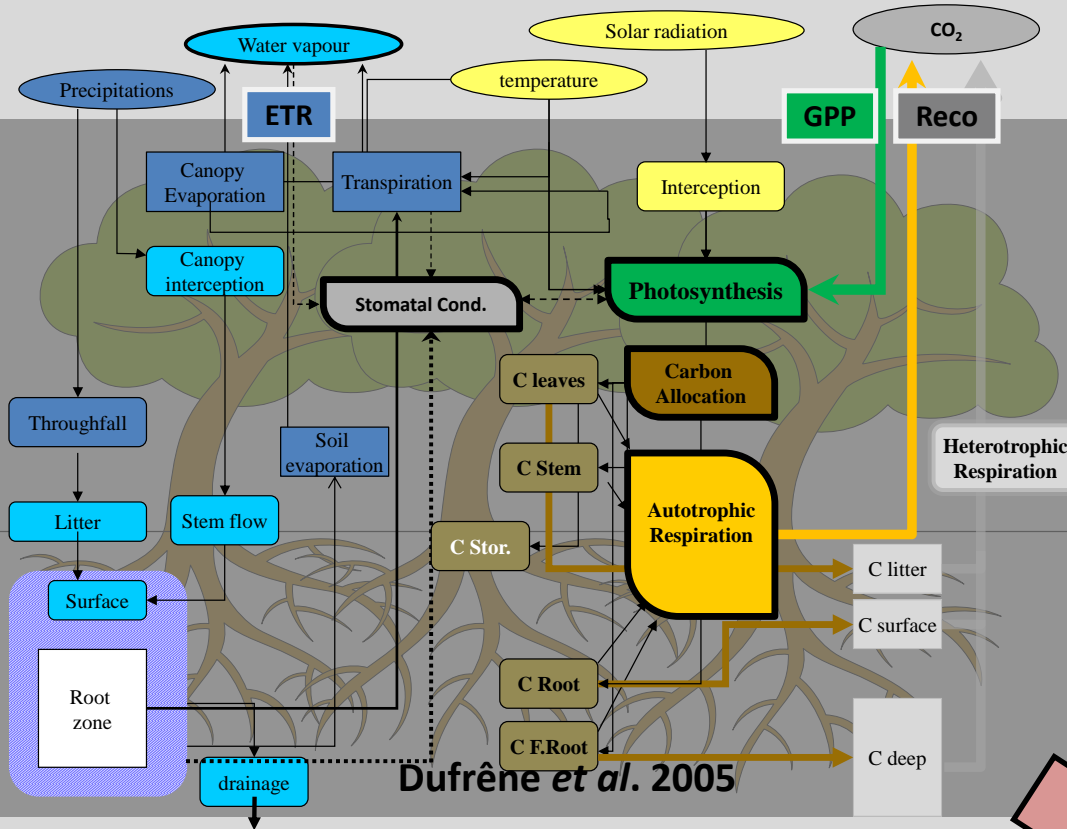 Water vapour
Solar radiation
CO₂
Precipitations
temperature
ETR
GPP
Reco
Canopy
Evaporation
Transpiration
Interception
Canopy
interception
Stomatal Cond.
Photosynthesis
C leaves
Carbon
Allocation
Throughfall
Soil
evaporation
C Stem
Heterotrophic
Respiration
Litter
Stem flow
C Stor.
Autotrophic
Respiration
C litter
Surface
C surface
Root
zone
C Root
C F.Root
C deep
drainage
Dufrêne et al. 2005